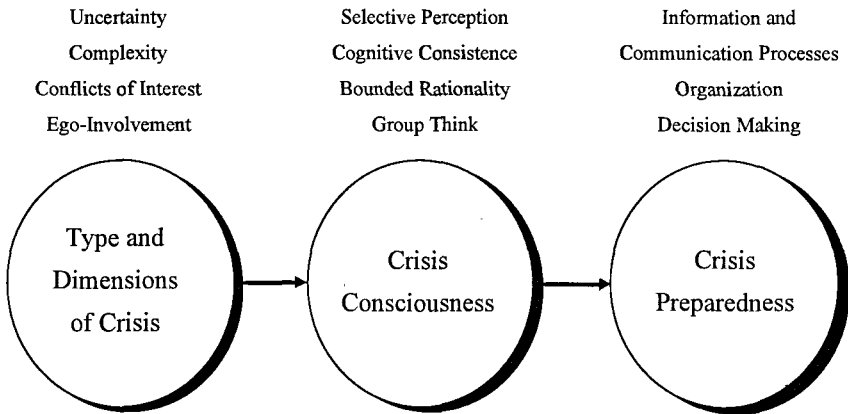 Uncertainty
Complexity
Conflicts of Interest
Ego-Involvement
Selective Perception
Cognitive Consistence
Bounded Rationality
Group Think
Information and
Communication Processes
Organization
Decision Making
Type and
Dimensions
of Crisis
Crisis
Consciousness
Crisis
Preparedness